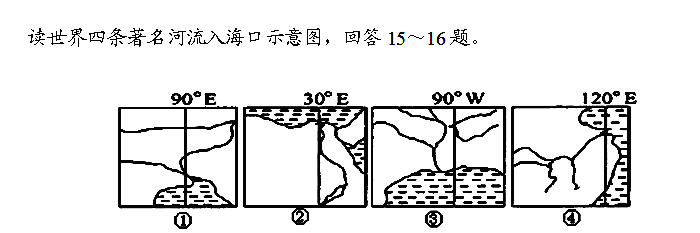 读世界四条著名河流入海口示意图，回答 15～16 题。
90° E 30° E 90° W 120° E
① ② ③ ④